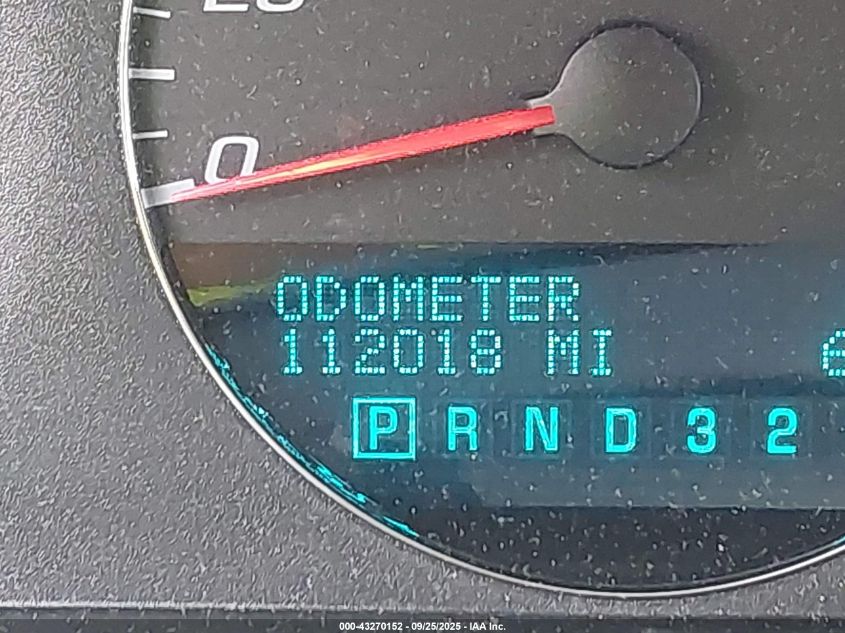 0
ODOMETER
112018 MI
P R N D 3 2
000-43270152 - 09/25/2025 - IAA Inc.